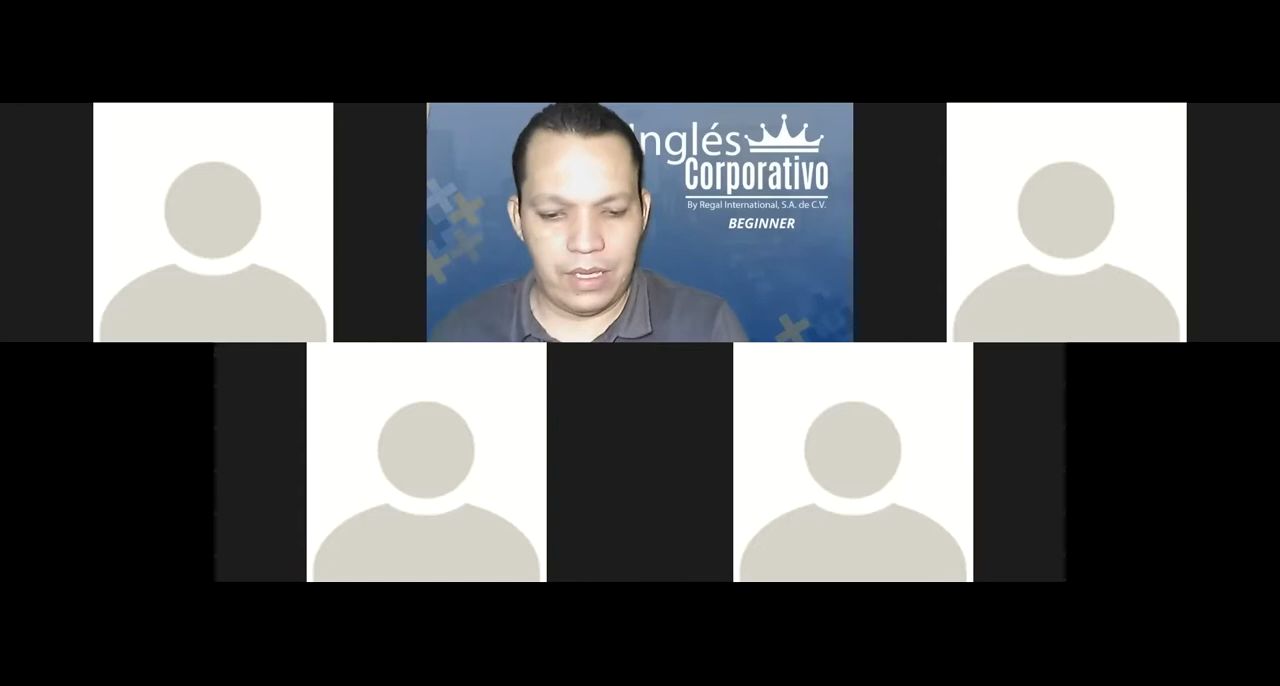 Inglés
Corporativo
By Regal International, S.A. de C.V.
BEGINNER